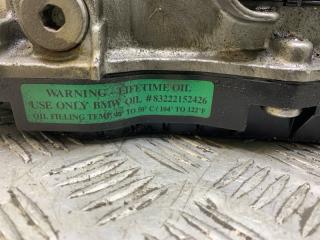 WARNING - LIFETIME OIL
USE ONLY BMW OIL # 83222152426
OIL FILLING TEMP. 40° TO 50° C / 104° TO 122° F